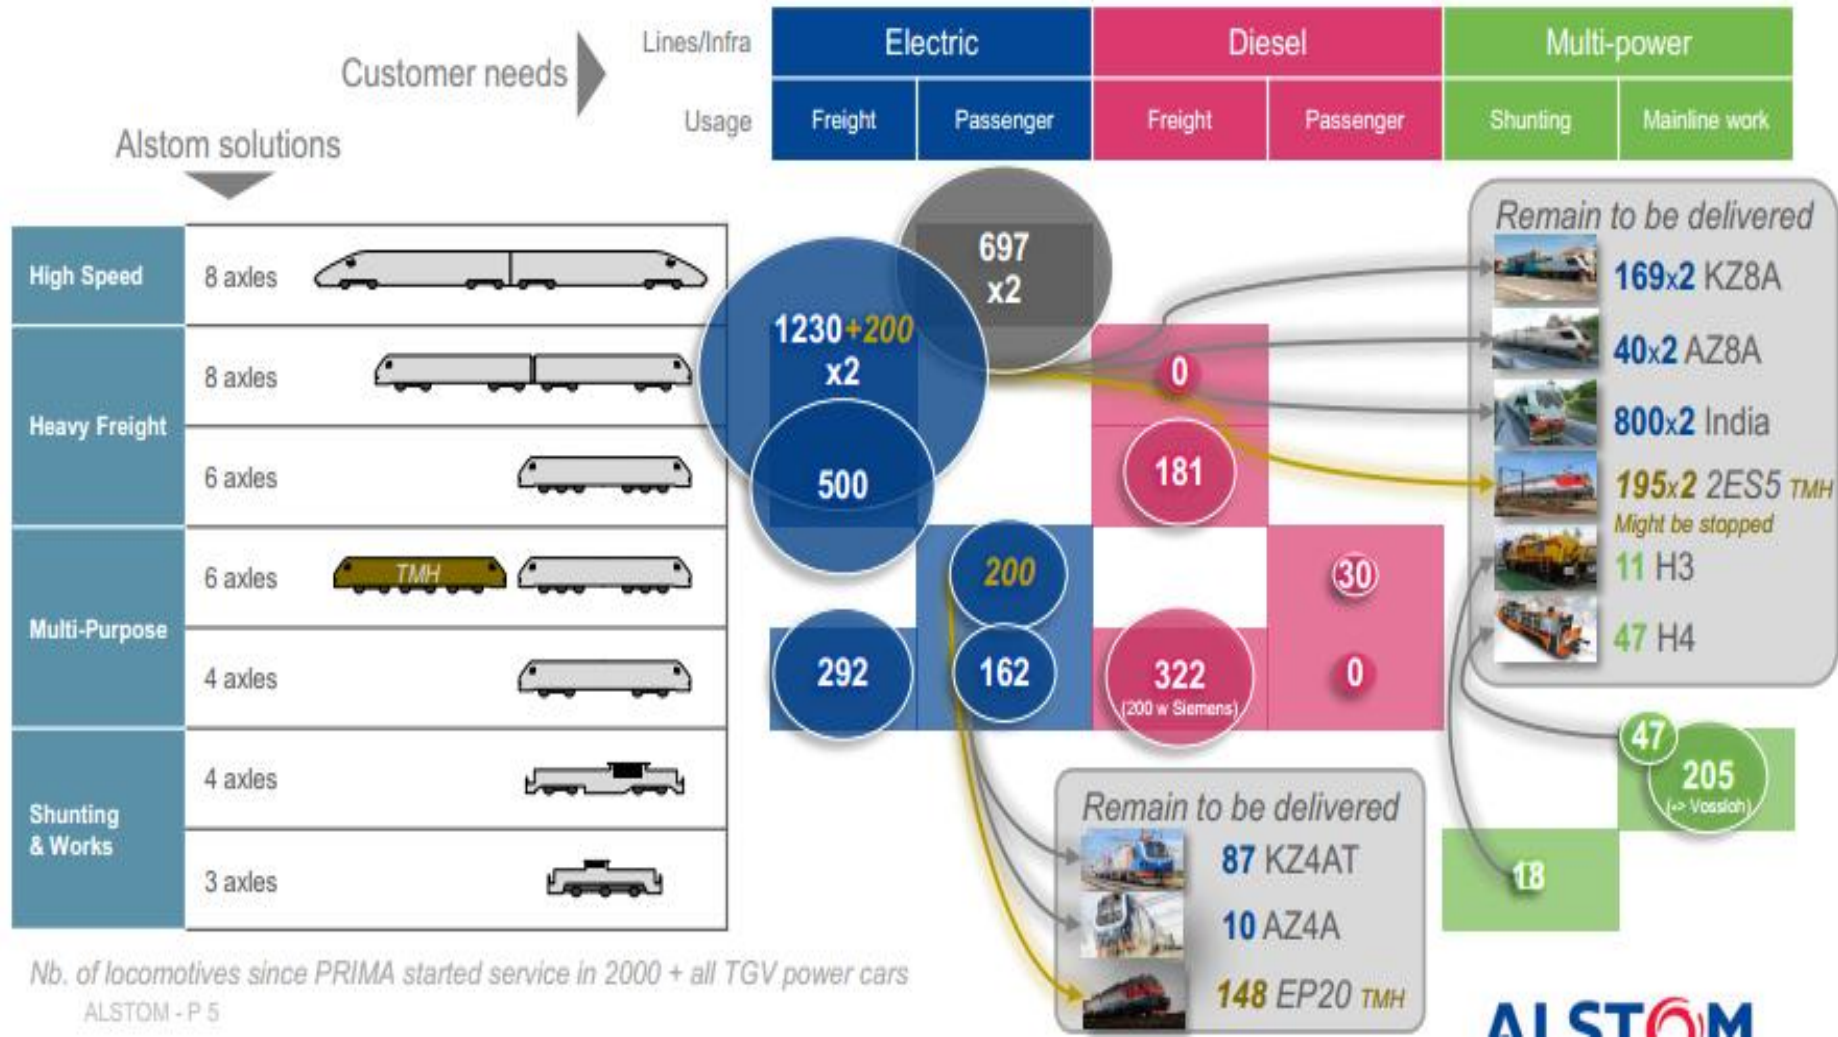 Customer needs
Lines/Infra
Electric
Diesel
Multi-power
Usage
Freight
Passenger
Freight
Passenger
Shunting
Mainline work
Alstom solutions
High Speed
8 axles
Heavy Freight
8 axles
6 axles
Multi-Purpose
6 axles
TMH
4 axles
Shunting
& Works
4 axles
3 axles
697
x2
1230+200
x2
500
0
181
200
30
292
162
322
(200 w Siemens)
0
47
205
(-> Vossloh)
18
Remain to be delivered
169x2 KZ8A
40x2 AZ8A
800x2 India
195x2 2ES5 TMH
Might be stopped
11 H3
47 H4
Remain to be delivered
87 KZ4AT
10 AZ4A
148 EP20 TMH
Nb. of locomotives since PRIMA started service in 2000 + all TGV power cars
ALSTOM - P 5
ALSTOM